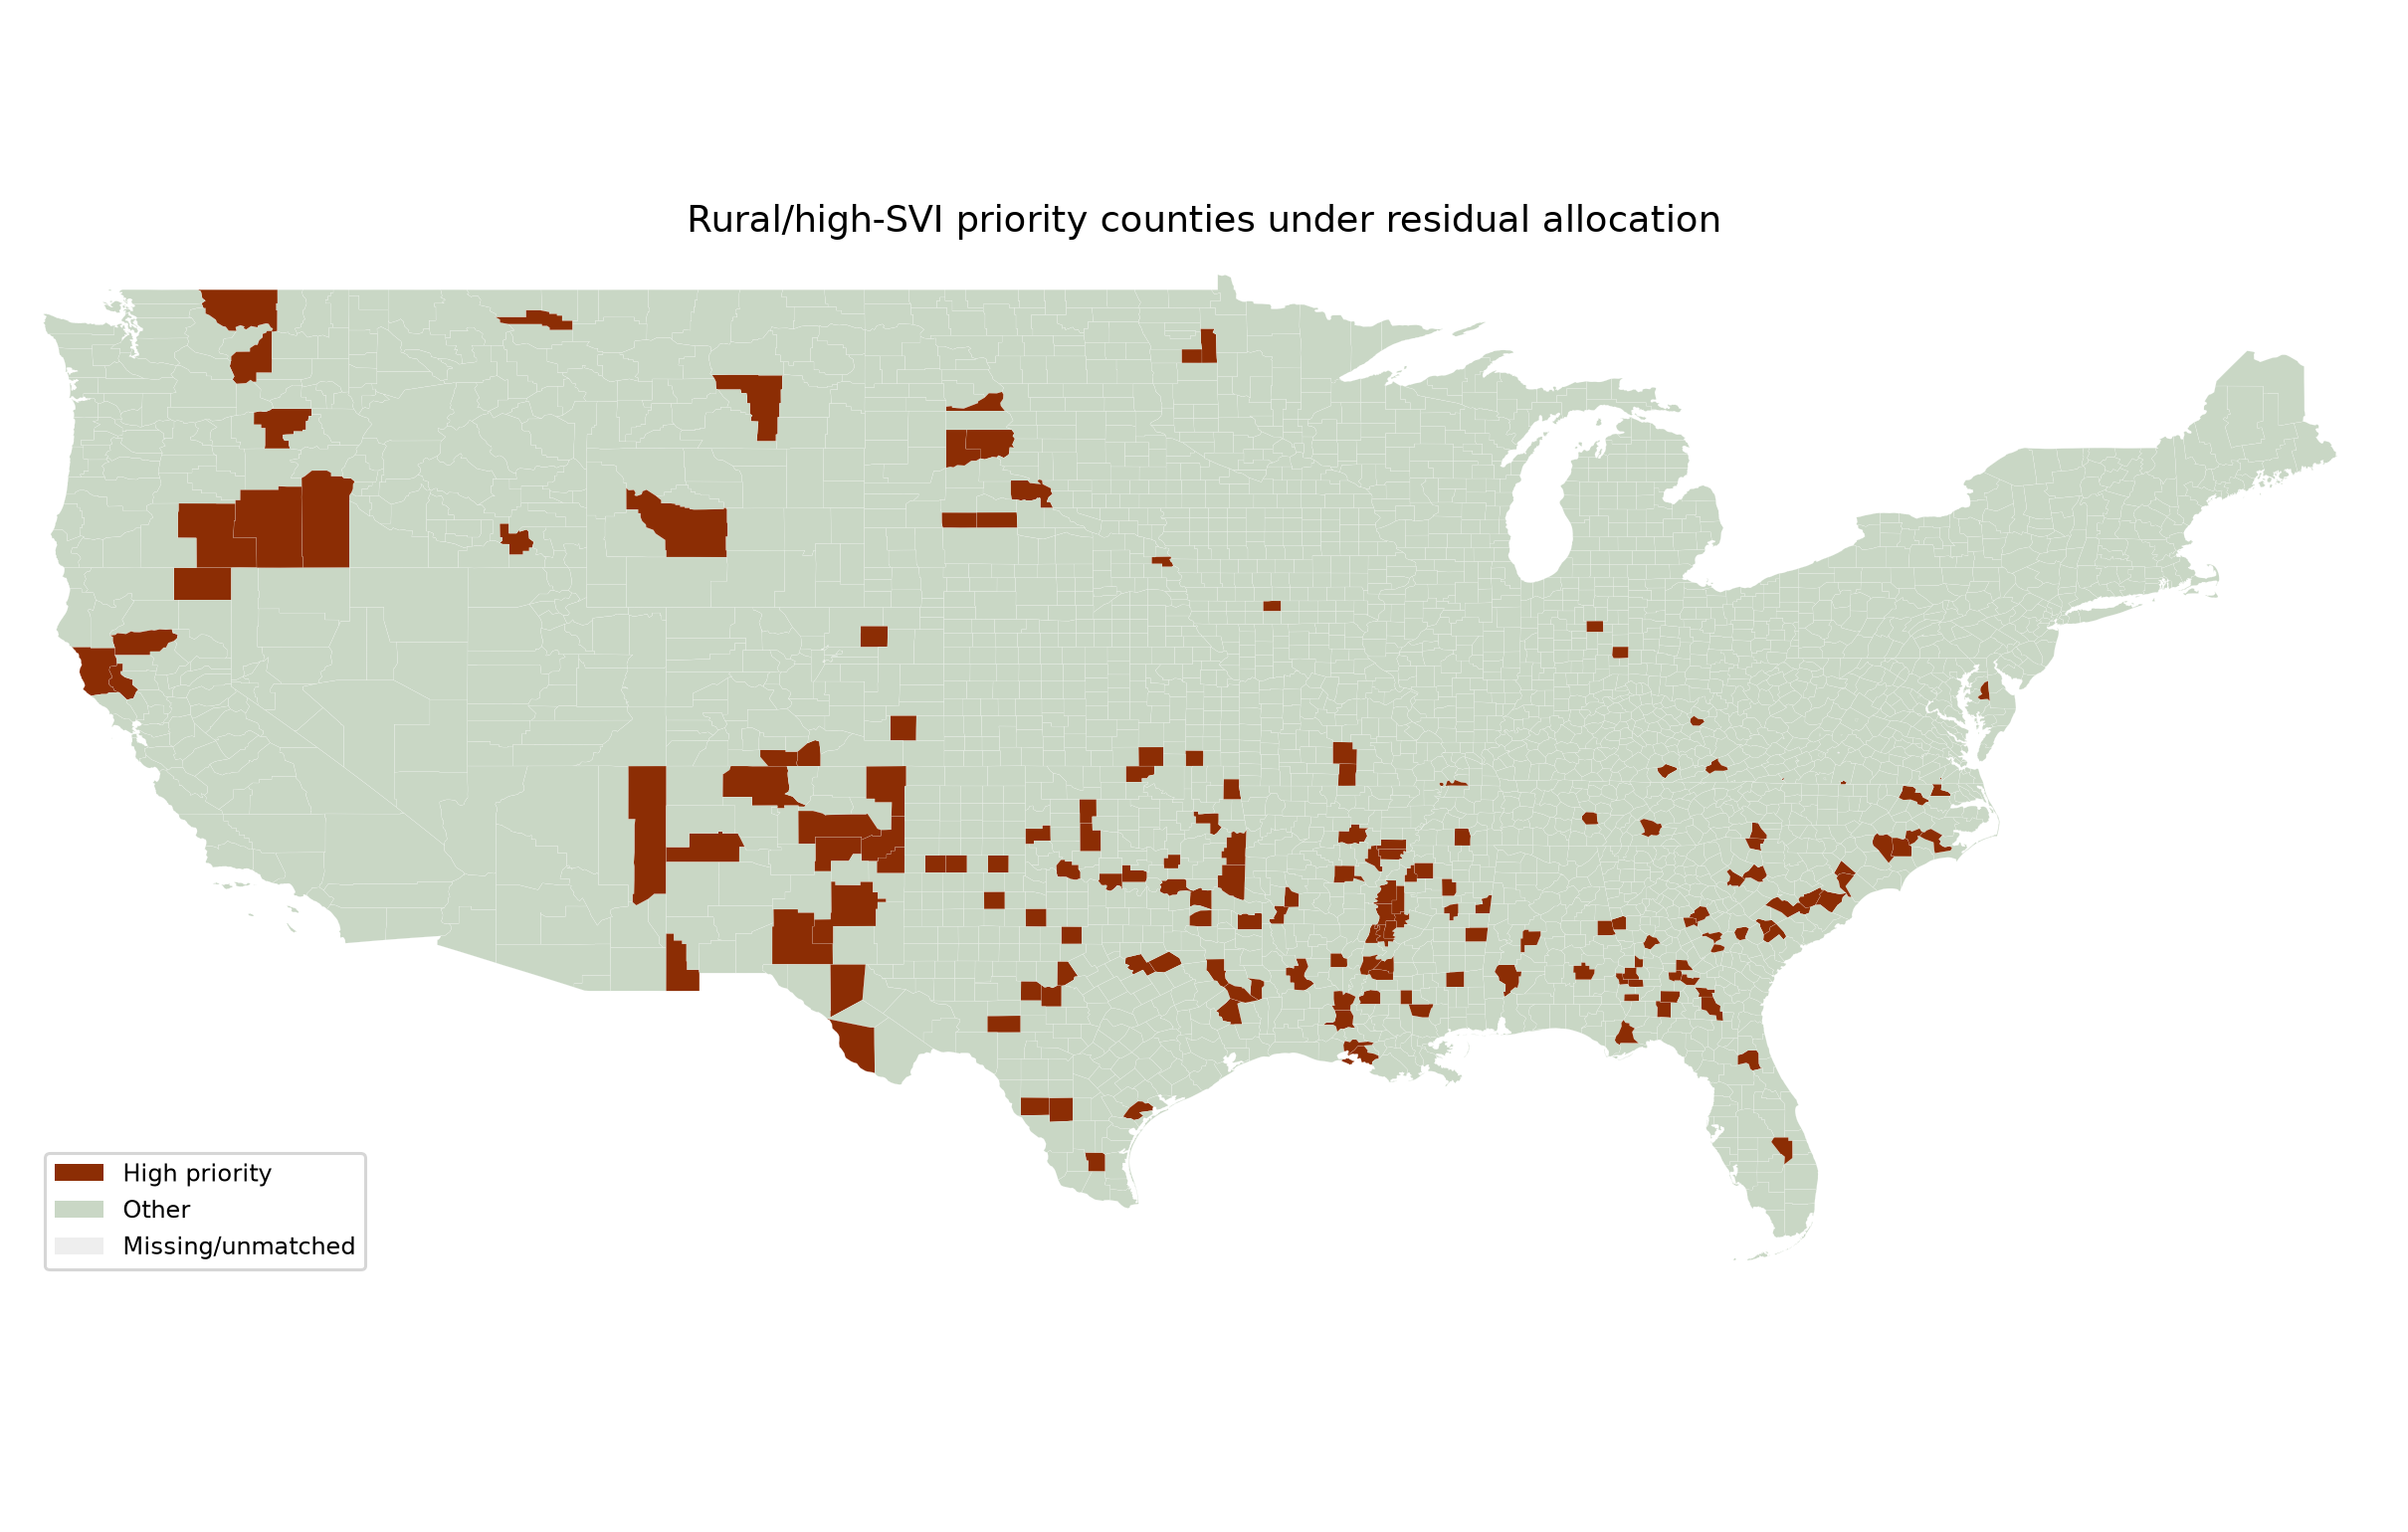 Rural/high-SVI priority counties under residual allocation
High priority
Other
Missing/unmatched